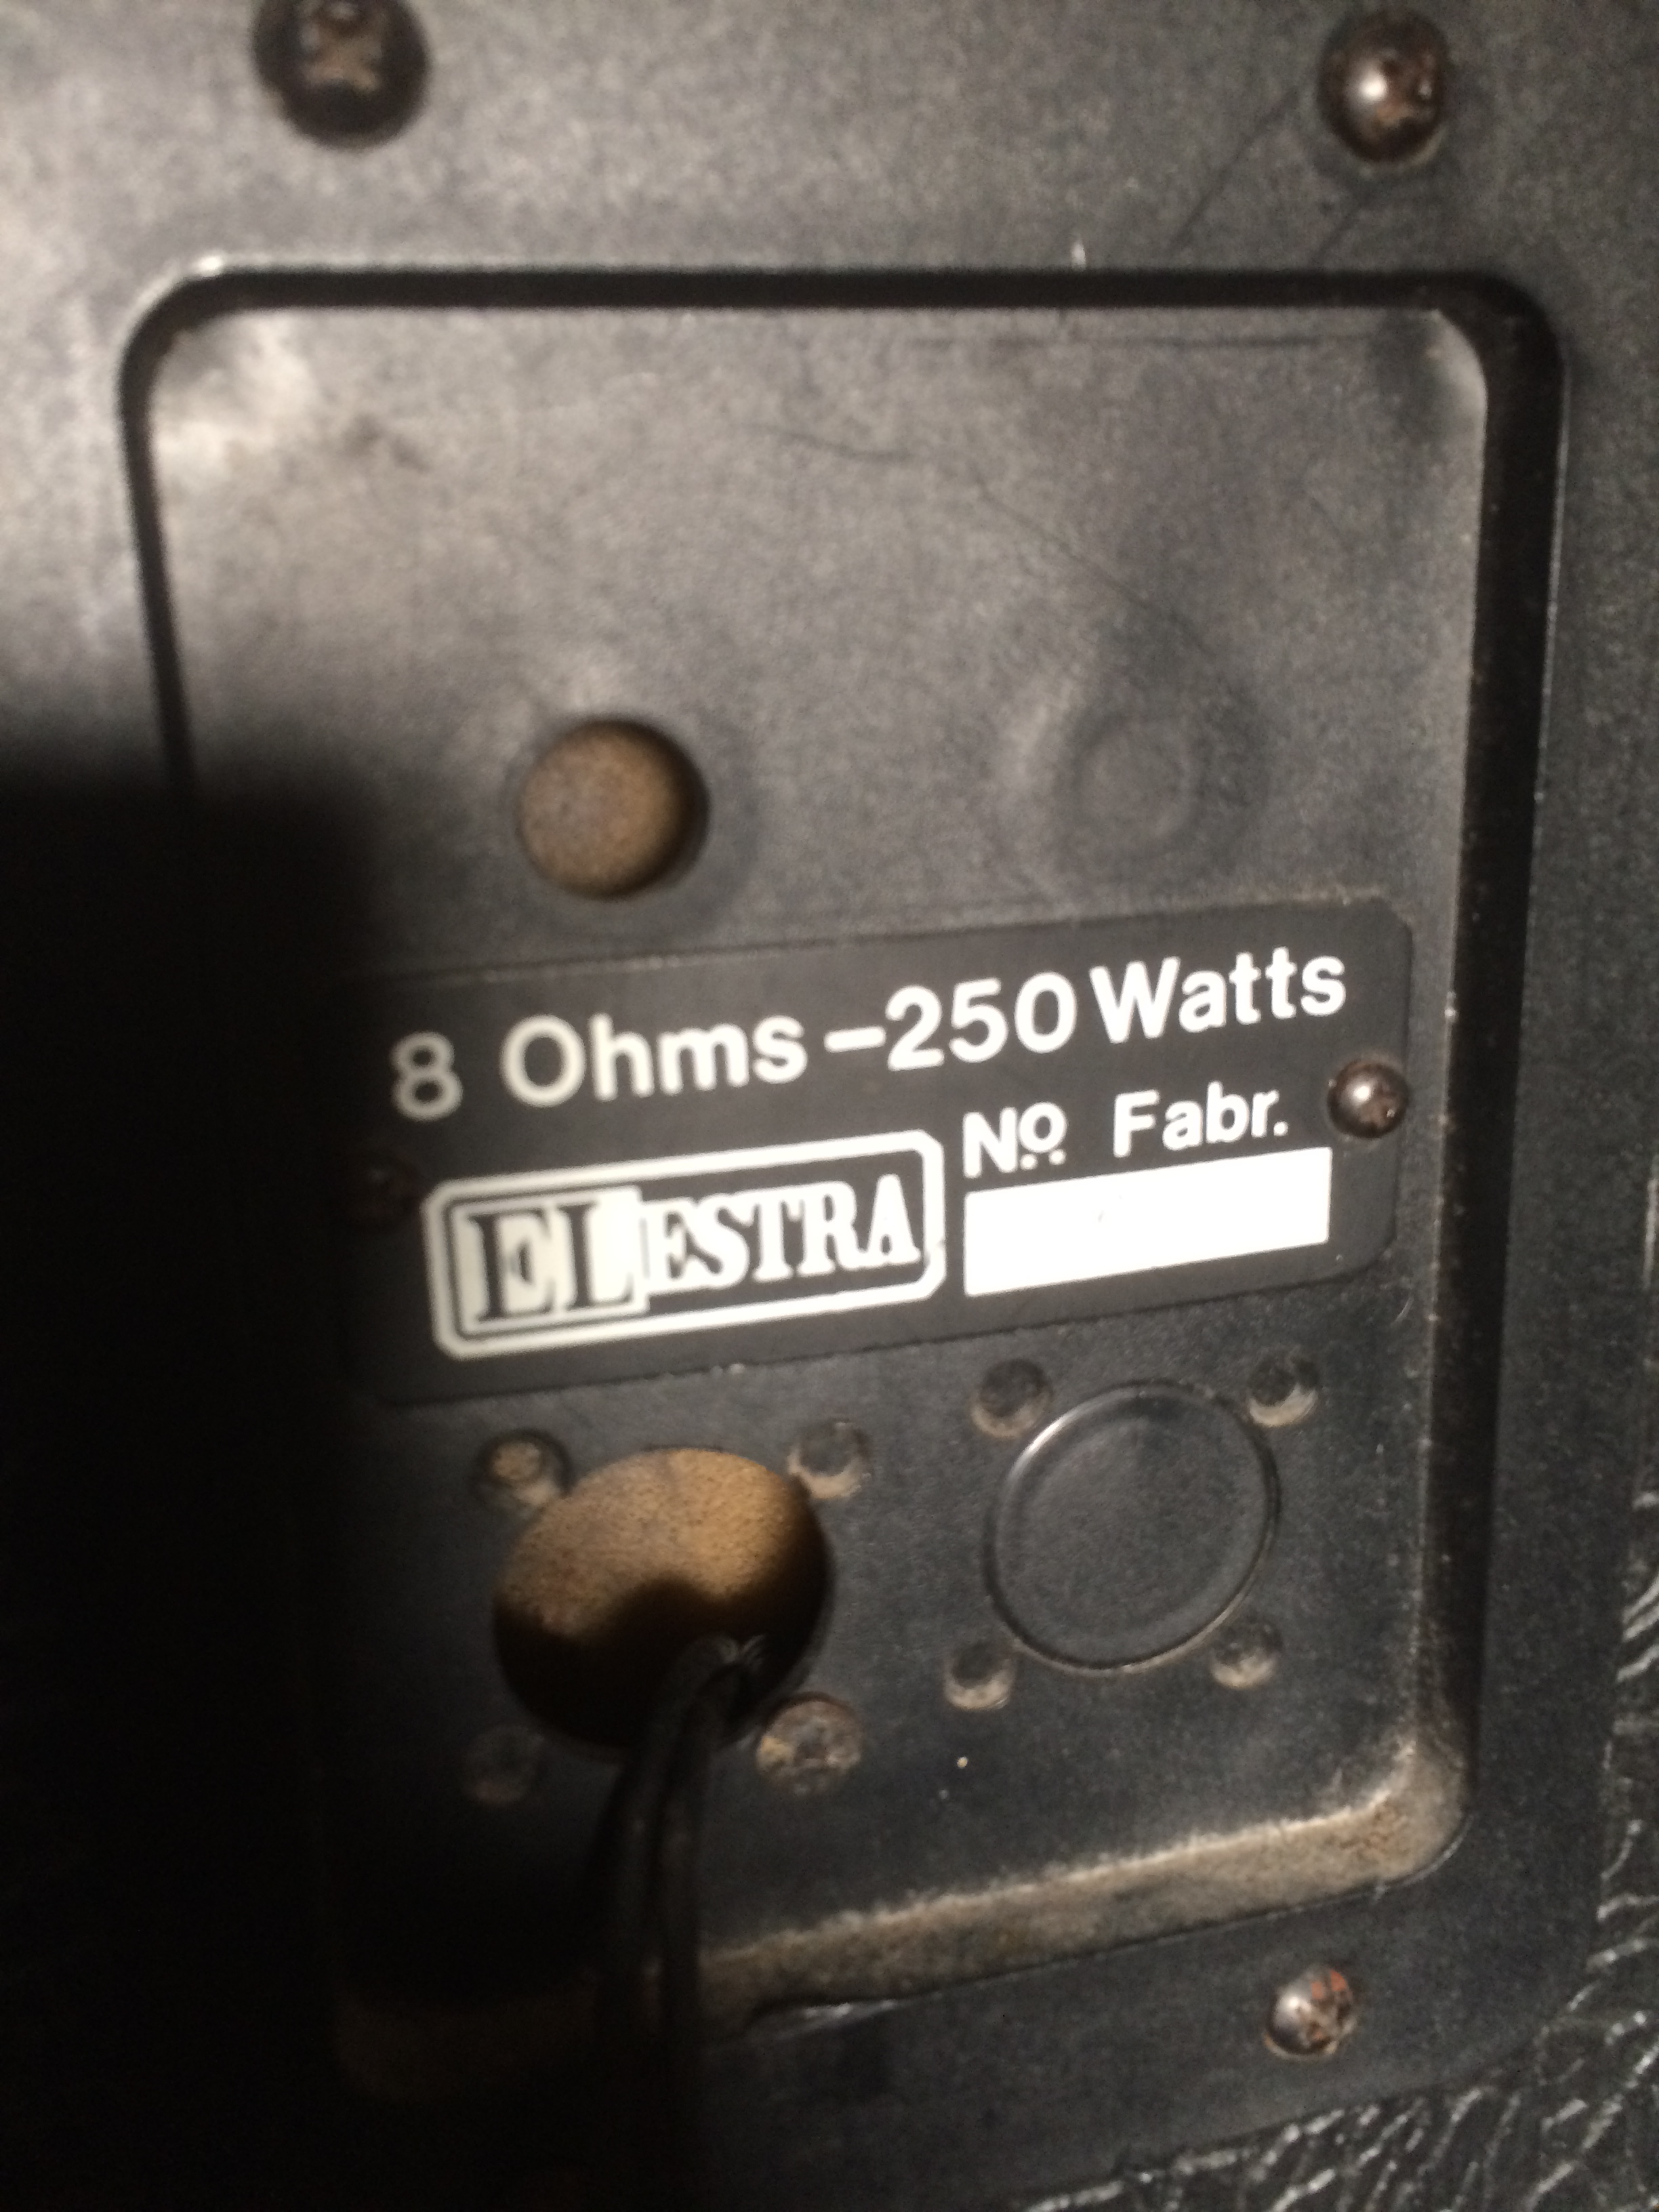 8 Ohms – 250 Watts
Nº Fabr.
ELESTRA